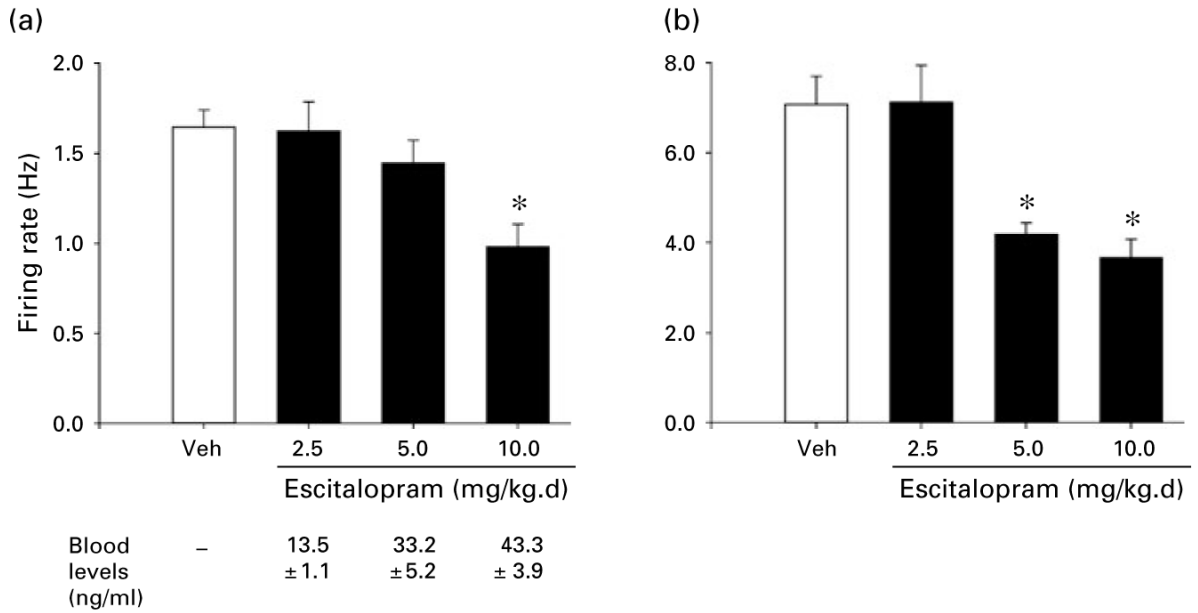 (a)
2.0
1.5
1.0
0.5
0.0
Firing rate (Hz)
*
Veh 2.5 5.0 10.0
Escitalopram (mg/kg.d)
Blood – 13.5 33.2 43.3
levels ±1.1 ±5.2 ± 3.9
(ng/ml)
(b)
8.0
6.0
4.0
2.0
0.0
* *
Veh 2.5 5.0 10.0
Escitalopram (mg/kg.d)